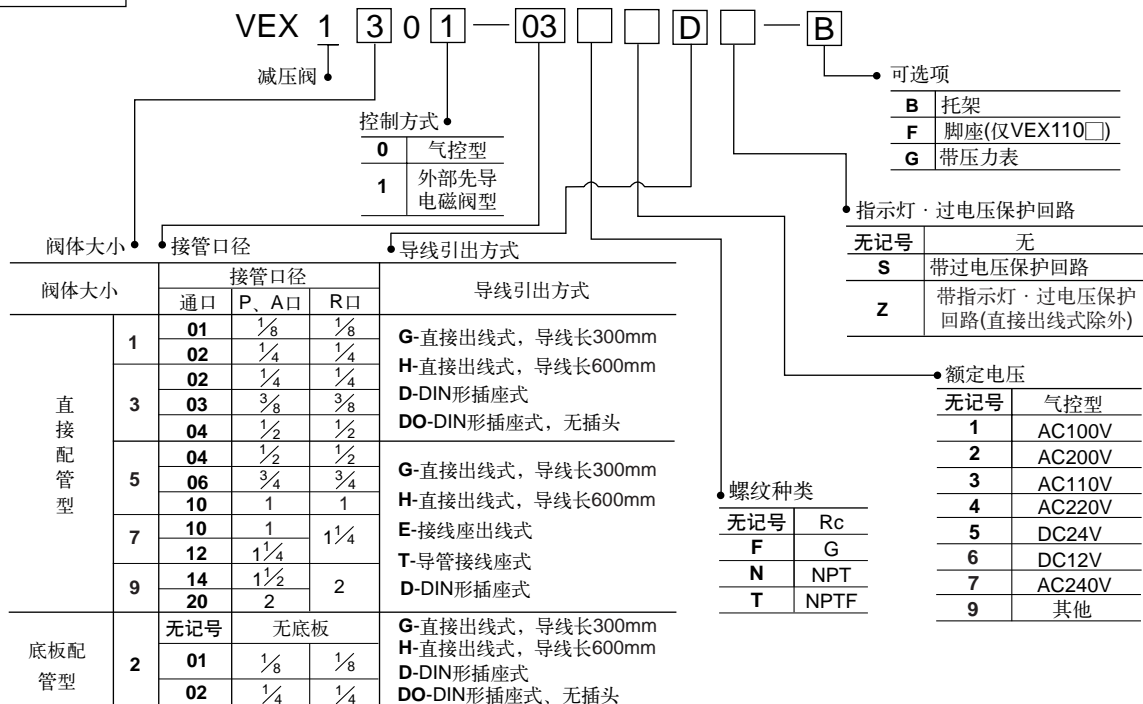 VEX 1 3 0 1 — 03 □ □ D □ — B
减压阀
可选项
B 托架
F 脚座(仅VEX110□)
G 带压力表
控制方式
0 气控型
1 外部先导
电磁阀型
指示灯·过电压保护回路
无记号 无
S 带过电压保护回路
Z 带指示灯·过电压保护
回路(直接出线式除外)
阀体大小 接管口径 导线引出方式
阀体大小 接管口径 导线引出方式
通口 P、A口 R口
直接配管型
1
01 1/8 1/8
02 1/4 1/4
3
02 1/4 1/4
03 3/8 3/8
04 1/2 1/2
G-直接出线式，导线长300mm
H-直接出线式，导线长600mm
D-DIN形插座式
DO-DIN形插座式，无插头
5
04 1/2 1/2
06 3/4 3/4
10 1 1
7
10 1 1 1/4
12 1 1/4
9
14 1 1/2 2
20 2
G-直接出线式，导线长300mm
H-直接出线式，导线长600mm
E-接线座出线式
T-导管接线座式
D-DIN形插座式
底板配
管型
2
无记号 无底板
01 1/8 1/8
02 1/4 1/4
G-直接出线式，导线长300mm
H-直接出线式，导线长600mm
D-DIN形插座式
DO-DIN形插座式、无插头
螺纹种类
无记号 Rc
F G
N NPT
T NPTF
额定电压
无记号 气控型
1 AC100V
2 AC200V
3 AC110V
4 AC220V
5 DC24V
6 DC12V
7 AC240V
9 其他